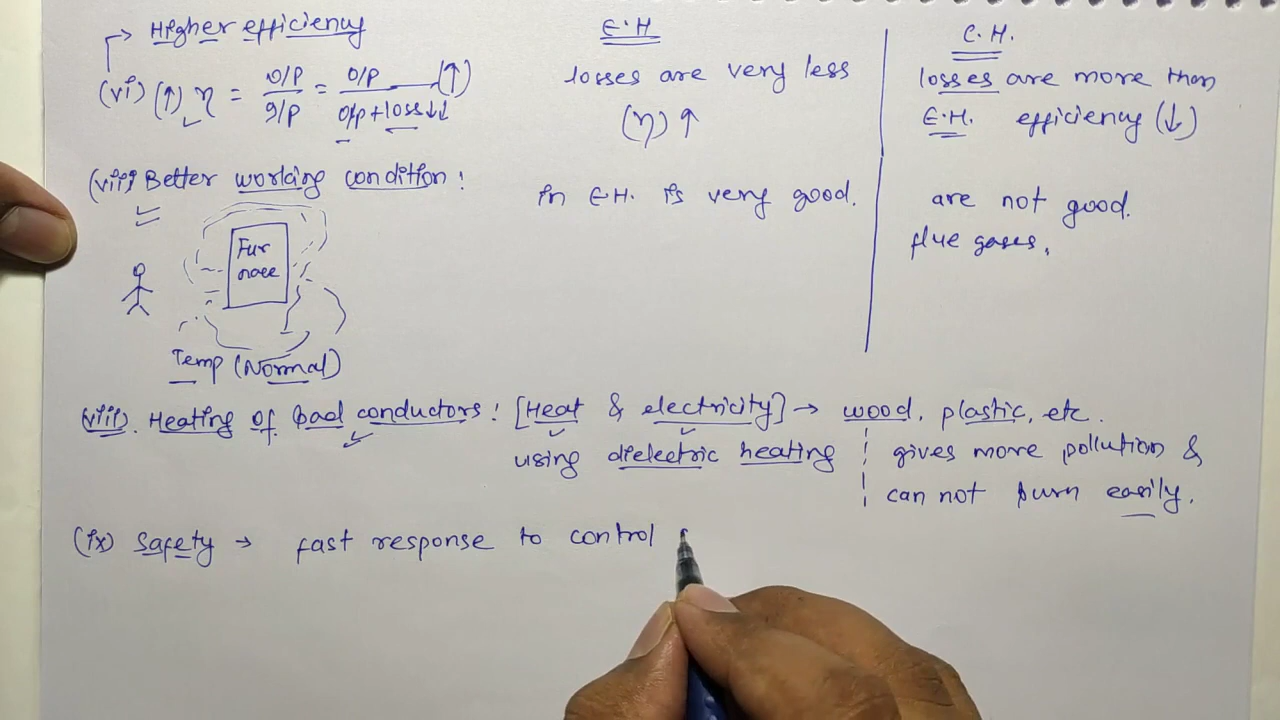 Higher efficiency
(vi) (↑) η = O/P / I/P = O/P / O/p + loss↓↓ (↑)
E.H
losses are very less
(η) ↑
C.H.
losses are more than
E.H. efficiency (↓)
(vii) Better working condition :
in E.H. is very good.
are not good.
flue gases.
Fur
nace
Temp (Normal)
(viii). Heating of bad conductors : [Heat & electricity] → wood, plastic, etc.
using dielectric heating
gives more pollution &
can not burn easily.
(ix) Safety → fast response to control